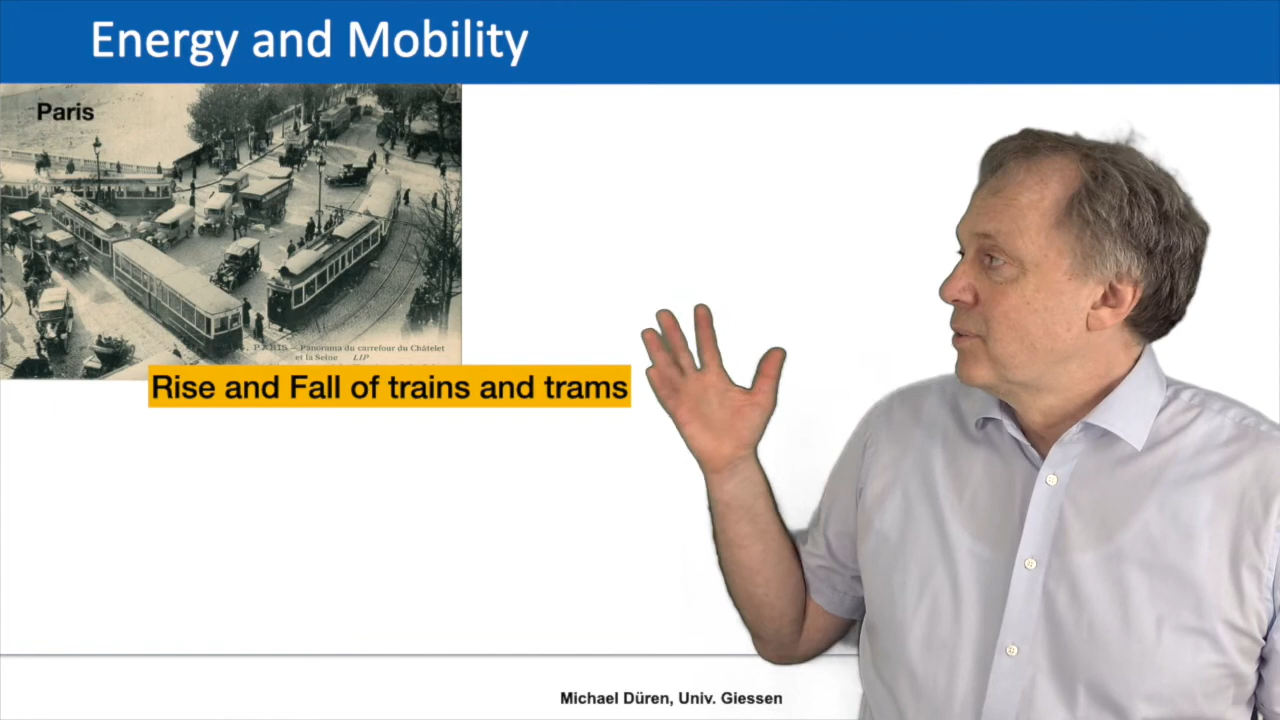 Energy and Mobility
Paris
PARIS — Panorama du carrefour du Châtelet
et la Seine LIP
Rise and Fall of trains and trams
Michael Düren, Univ. Giessen